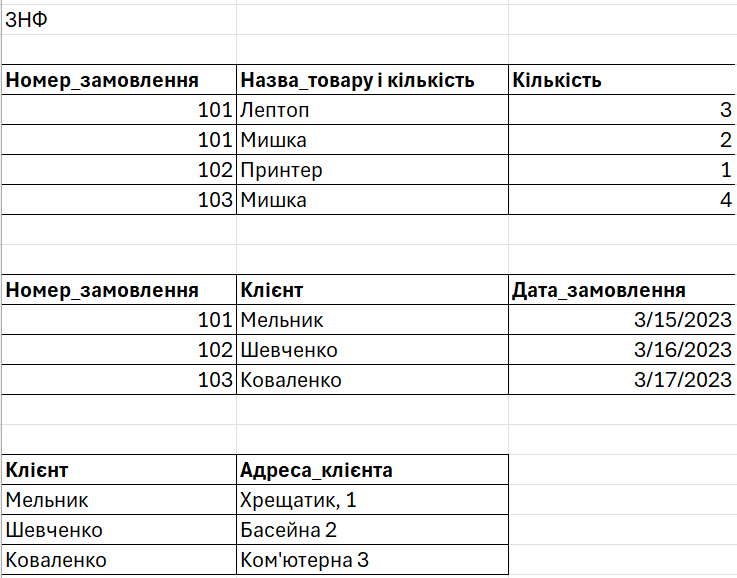 3НФ
Номер_замовлення Назва_товару і кількість Кількість
101 Лептоп 3
101 Мишка 2
102 Принтер 1
103 Мишка 4
Номер_замовлення Клієнт Дата_замовлення
101 Мельник 3/15/2023
102 Шевченко 3/16/2023
103 Коваленко 3/17/2023
Клієнт Адреса_клієнта
Мельник Хрещатик, 1
Шевченко Басейна 2
Коваленко Ком'ютерна 3